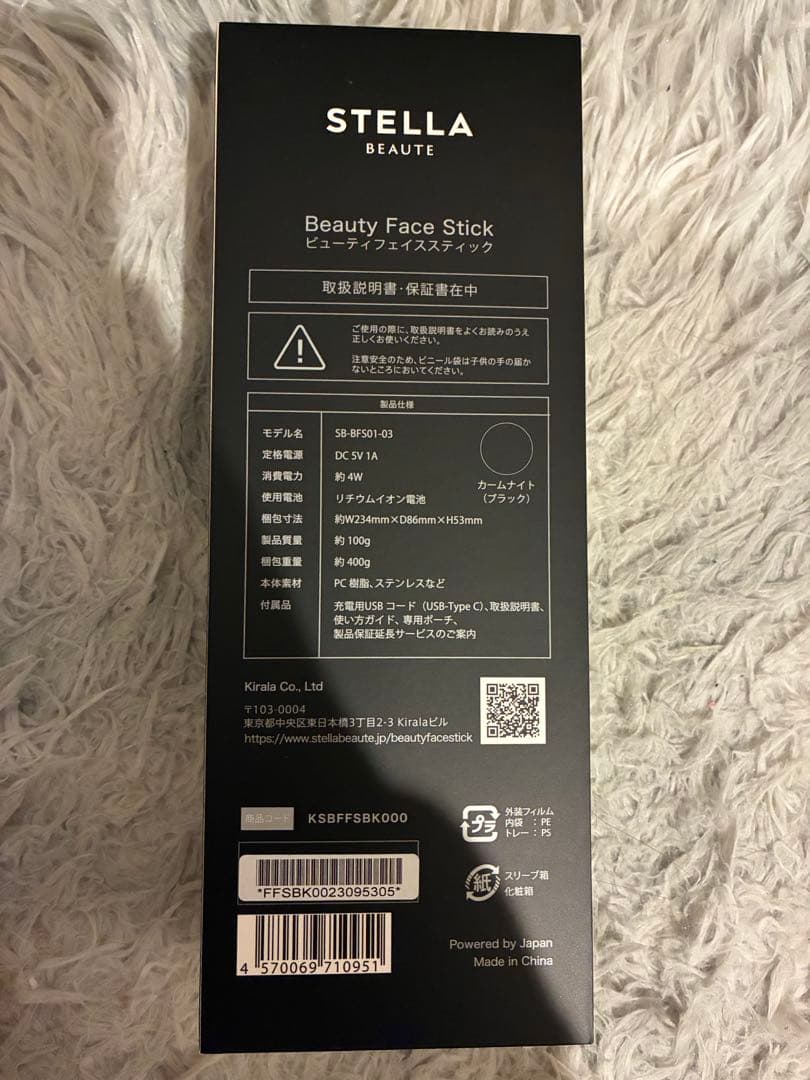 STELLA
BEAUTE
Beauty Face Stick
ビューティフェイススティック
取扱説明書・保証書在中
ご使用の際に、取扱説明書をよくお読みのうえ
正しくお使いください。
注意安全のため、ビニール袋は子供の手の届か
ないところにおいてください。
製品仕様
モデル名 SB-BFS01-03
定格電源 DC 5V 1A
消費電力 約 4W
使用電池 リチウムイオン電池
梱包寸法 約W234mm×D86mm×H53mm
製品質量 約 100g
梱包重量 約 400g
本体素材 PC 樹脂、ステンレスなど
付属品 充電用USB コード（USB-Type C）、取扱説明書、
使い方ガイド、専用ポーチ、
製品保証延長サービスのご案内
カームナイト
（ブラック）
Kirala Co., Ltd
〒103-0004
東京都中央区東日本橋3丁目2-3 Kiralaビル
https://www.stellabeaute.jp/beautyfacestick
商品コード KSBFFSBK000
*FFSBK0023095305*
4 570069 710951
プラ
外装フィルム
内袋 ：PE
トレー：PS
紙
スリーブ箱
化粧箱
Powered by Japan
Made in China